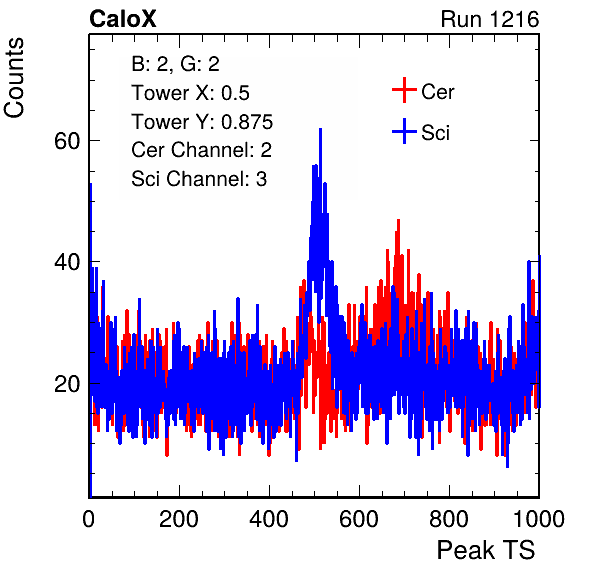 CaloX Run 1216
Counts
B: 2, G: 2
Tower X: 0.5
Tower Y: 0.875
Cer Channel: 2
Sci Channel: 3
Cer
Sci
60
40
20
0 200 400 600 800 1000
Peak TS